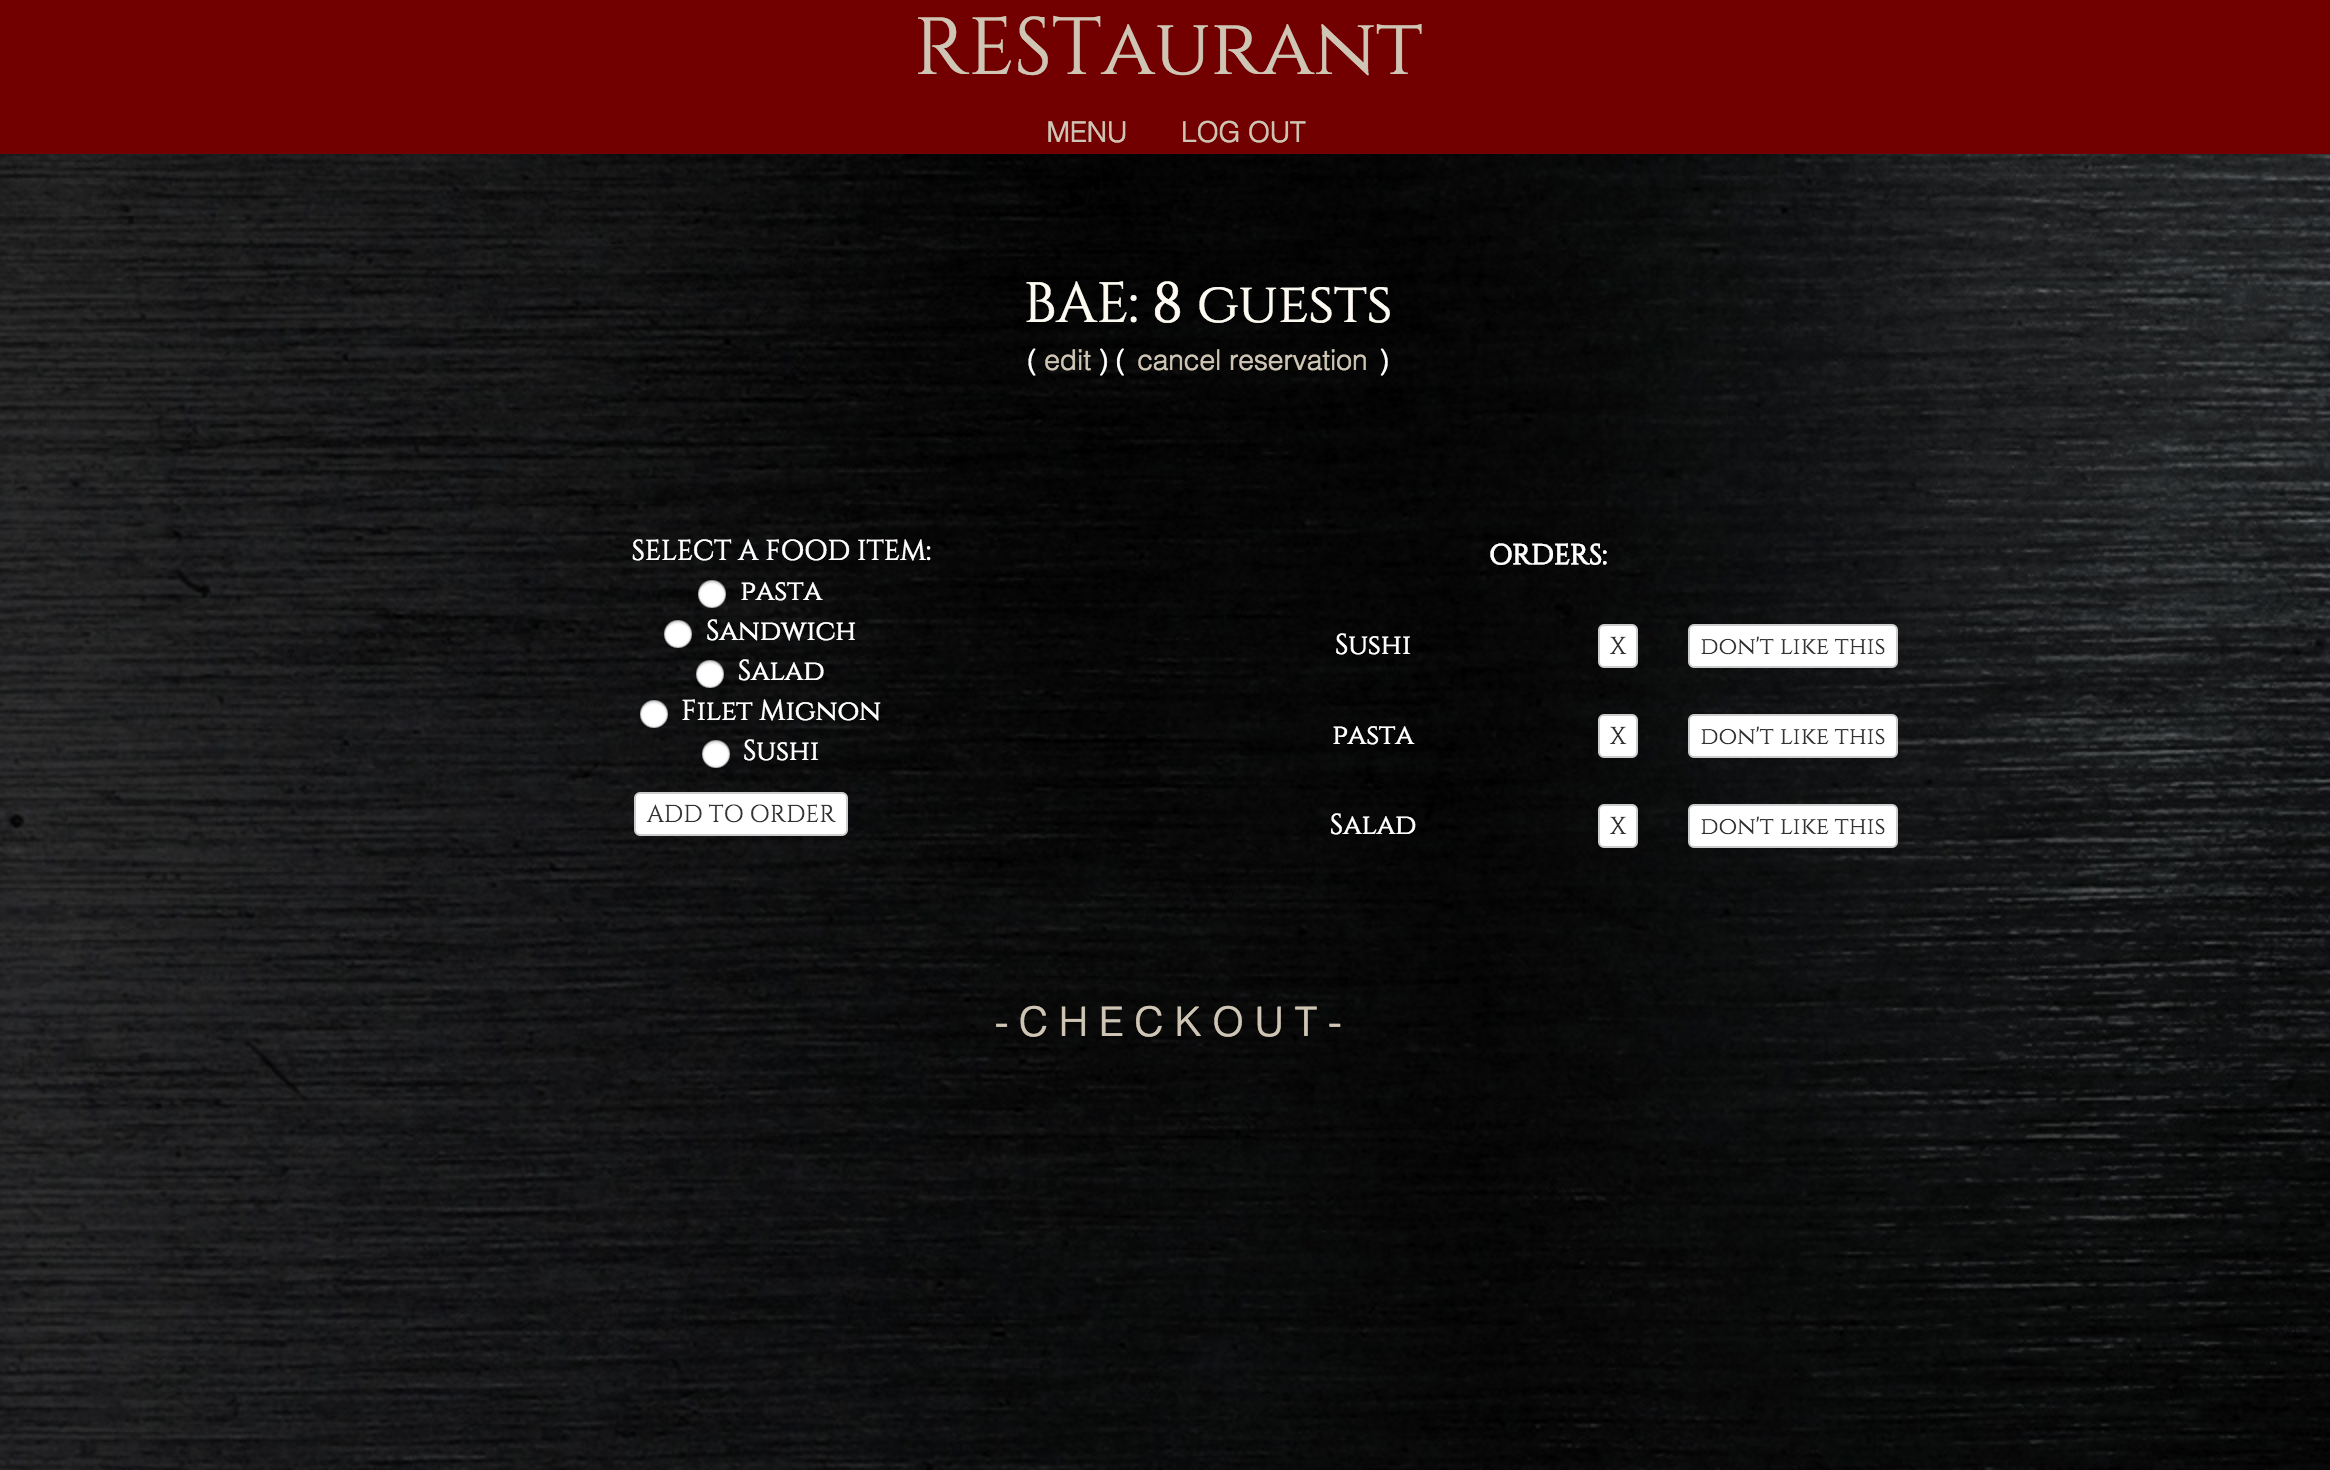 RESTAURANT
MENU LOG OUT
BAE: 8 GUESTS
( edit ) ( cancel reservation )
SELECT A FOOD ITEM:
PASTA
SANDWICH
SALAD
FILET MIGNON
SUSHI
ADD TO ORDER
ORDERS:
SUSHI X DON'T LIKE THIS
PASTA X DON'T LIKE THIS
SALAD X DON'T LIKE THIS
-CHECKOUT-